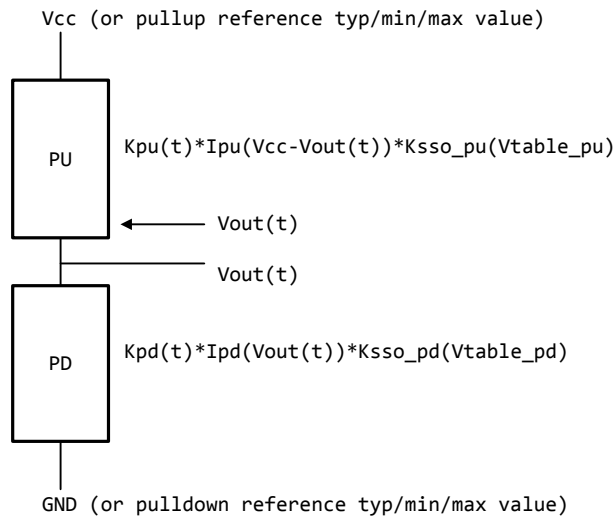 Vcc (or pullup reference typ/min/max value)
PU
Kpu(t)*Ipu(Vcc-Vout(t))*Ksso_pu(Vtable_pu)
Vout(t)
Vout(t)
PD
Kpd(t)*Ipd(Vout(t))*Ksso_pd(Vtable_pd)
GND (or pulldown reference typ/min/max value)